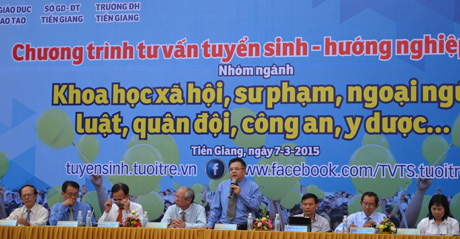 GIÁO DỤC
ÀO TẠO
SỞ GD-ĐT
TIỀN GIANG
TRƯỜNG ĐH
TIỀN GIANG
Chương trình tư vấn tuyển sinh - hướng nghiệp
Nhóm ngành
Khoa học xã hội, sư phạm, ngoại ngữ
luật, quân đội, công an, y dược...
Tiền Giang, ngày 7-3-2015
tuyensinh.tuoitre.vn
www.facebook.com/TVTS.tuoitre